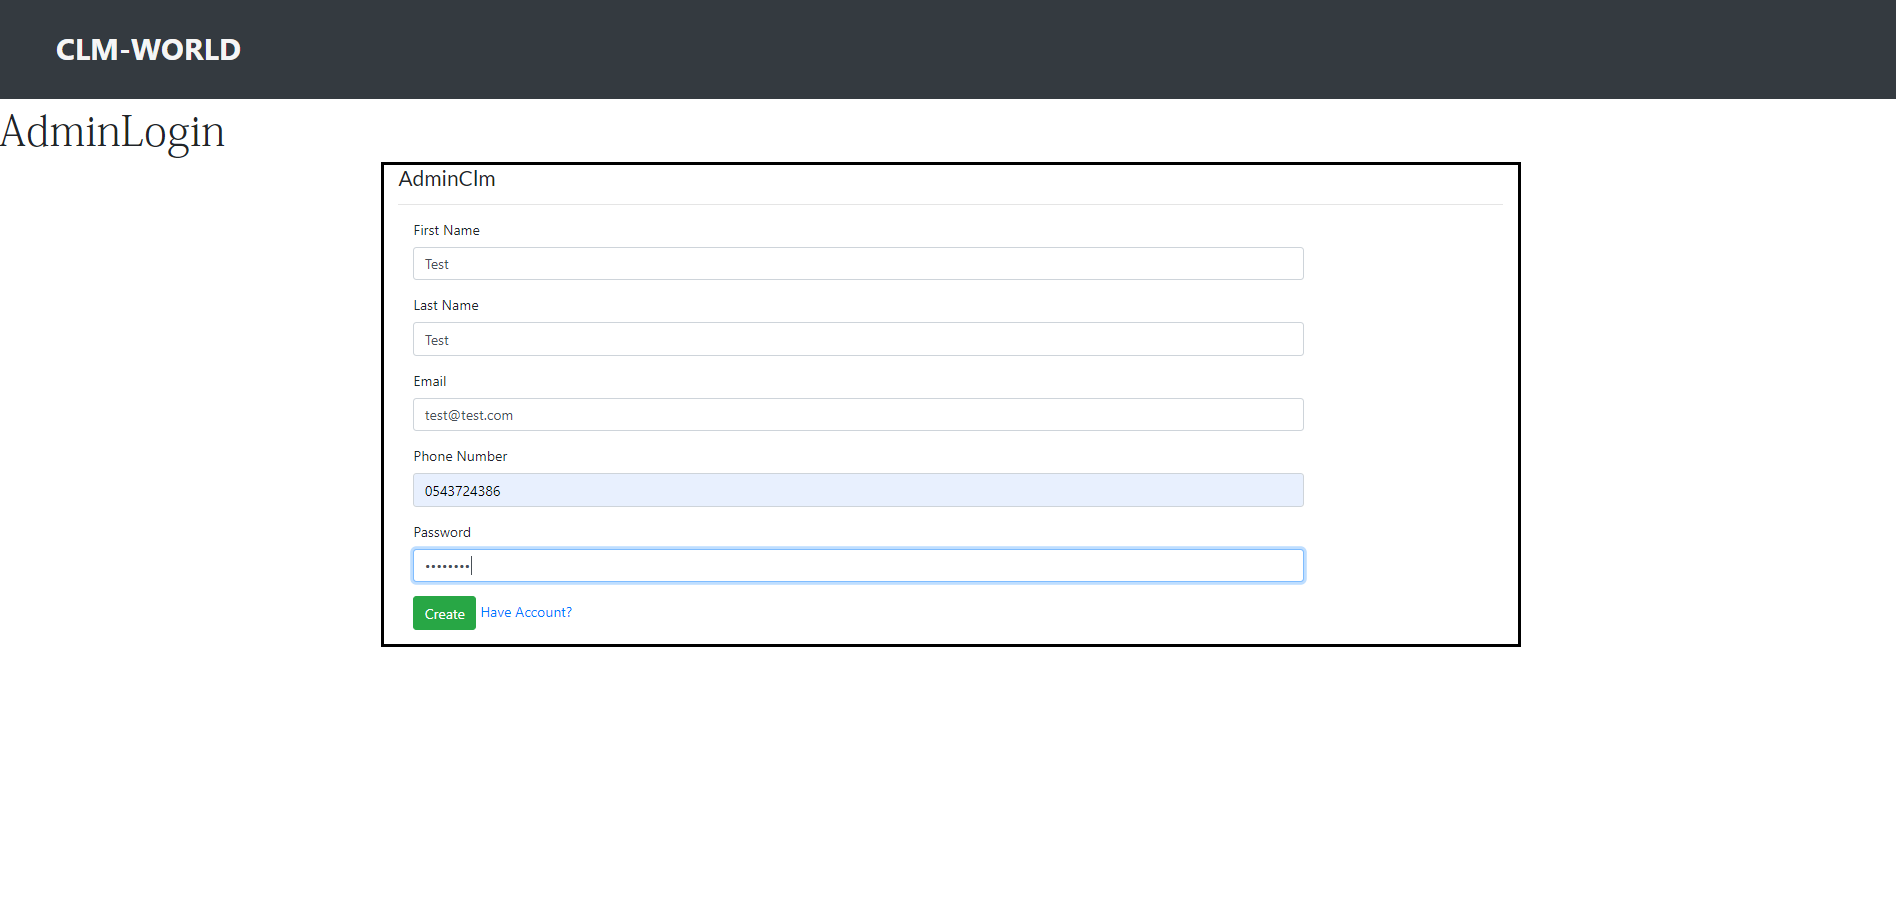 CLM-WORLD
AdminLogin
AdminClm
First Name
Test
Last Name
Test
Email
test@test.com
Phone Number
0543724386
Password
••••••••
Create Have Account?